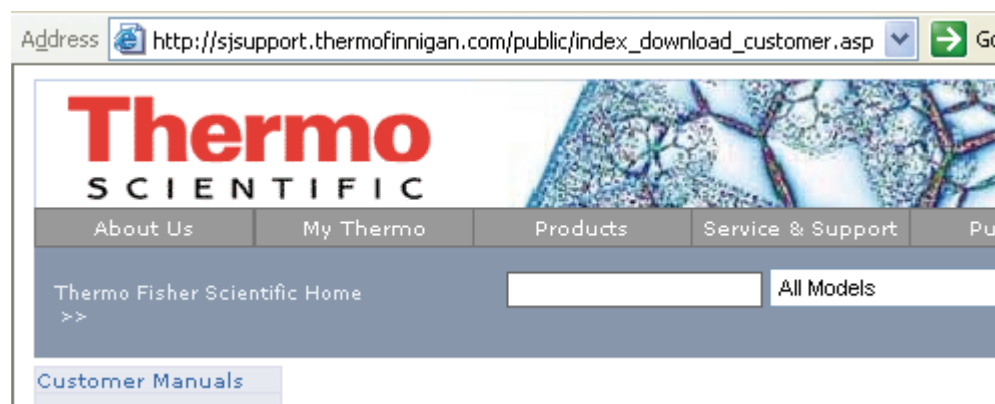 Address http://sjsupport.thermofinnigan.com/public/index_download_customer.asp
Thermo
SCIENTIFIC
About Us My Thermo Products Service & Support
Thermo Fisher Scientific Home
>>
All Models
Customer Manuals